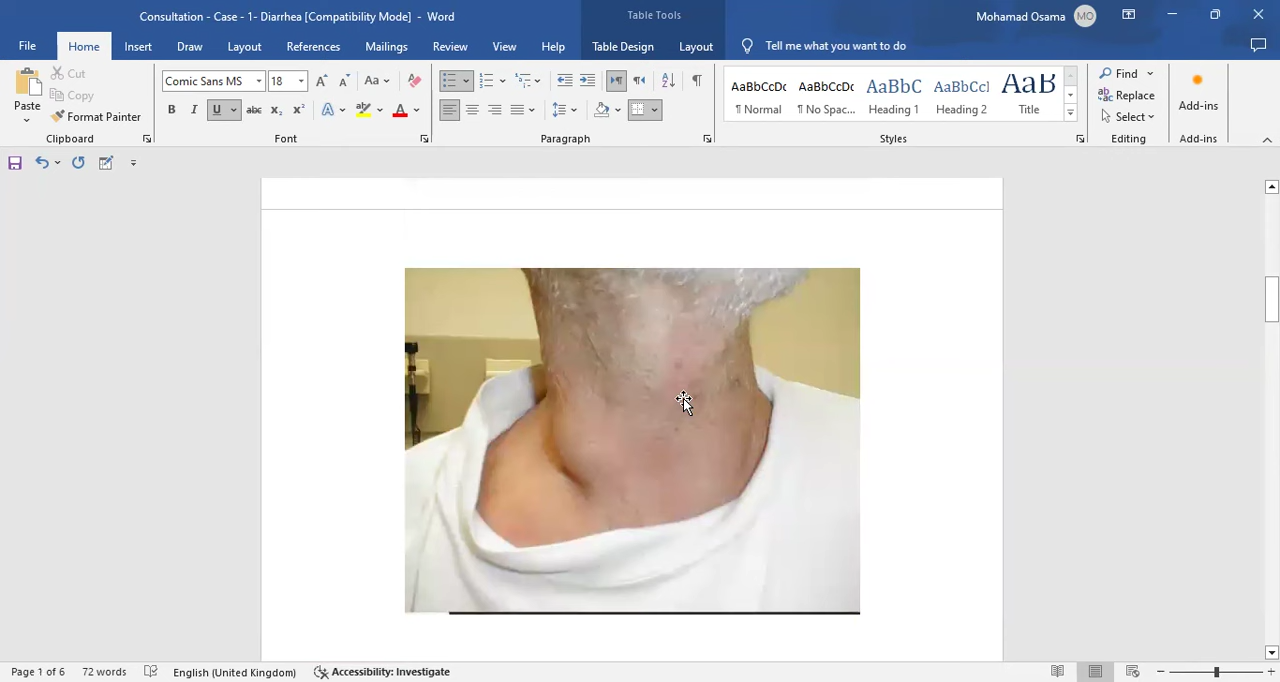 Consultation - Case - 1- Diarrhea [Compatibility Mode] - Word
Table Tools
Mohamad Osama
MO
File
Home
Insert
Draw
Layout
References
Mailings
Review
View
Help
Table Design
Layout
Tell me what you want to do
Paste
Cut
Copy
Format Painter
Clipboard
Comic Sans MS
18
Font
Paragraph
AaBbCcDc
¶ Normal
AaBbCcDc
¶ No Spac...
AaBbC
Heading 1
AaBbCcI
Heading 2
AaB
Title
Styles
Find
Replace
Select
Editing
Add-ins
Add-ins
Page 1 of 6
72 words
English (United Kingdom)
Accessibility: Investigate